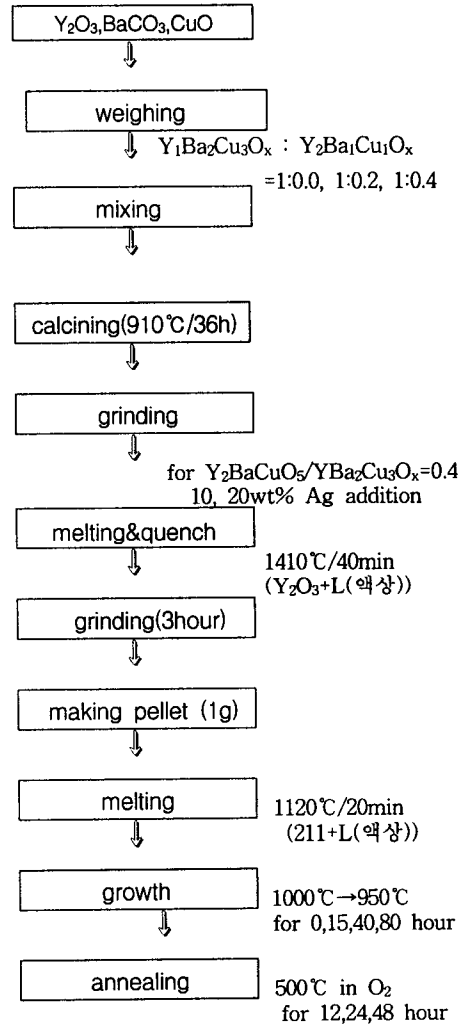 Y₂O₃,BaCO₃,CuO
weighing
Y₁Ba₂Cu₃Oₓ : Y₂Ba₁Cu₁Oₓ
=1:0.0, 1:0.2, 1:0.4
mixing
calcining(910℃/36h)
grinding
for Y₂BaCuO₅/YBa₂Cu₃Oₓ=0.4
10, 20wt% Ag addition
melting&quench
1410℃/40min
(Y₂O₃+L(액상))
grinding(3hour)
making pellet (1g)
melting
1120℃/20min
(211+L(액상))
growth
1000℃→950℃
for 0,15,40,80 hour
annealing
500℃ in O₂
for 12,24,48 hour